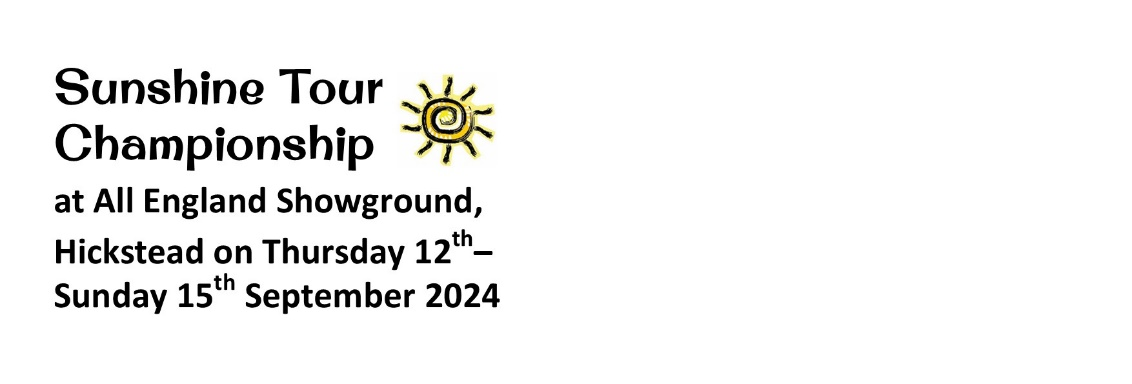 Sunshine Tour
Championship
at All England Showground,
Hickstead on Thursday 12th–
Sunday 15th September 2024